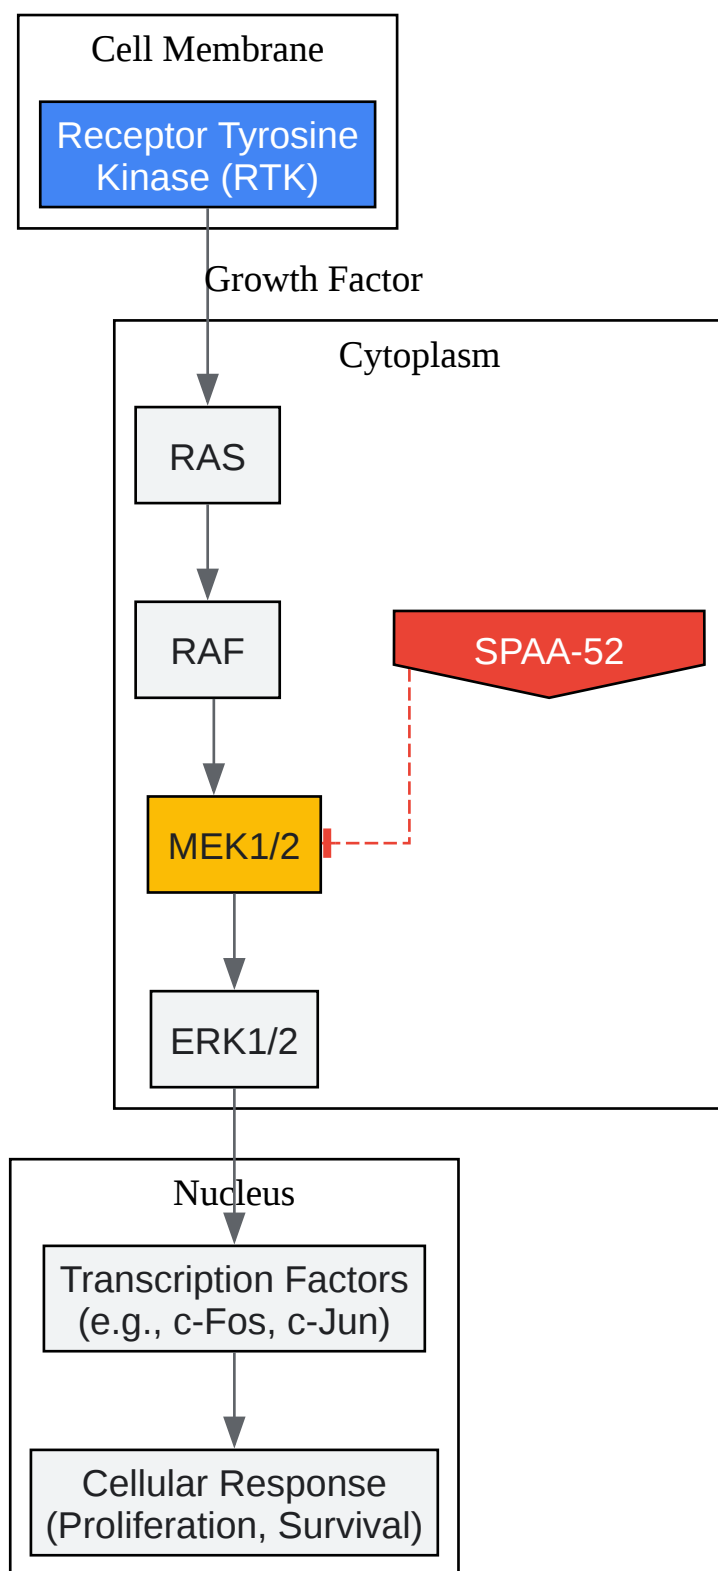 Cell Membrane
Receptor Tyrosine
Kinase (RTK)
Growth Factor
Cytoplasm
RAS
RAF
SPAA-52
MEK1/2
ERK1/2
Nucleus
Transcription Factors
(e.g., c-Fos, c-Jun)
Cellular Response
(Proliferation, Survival)